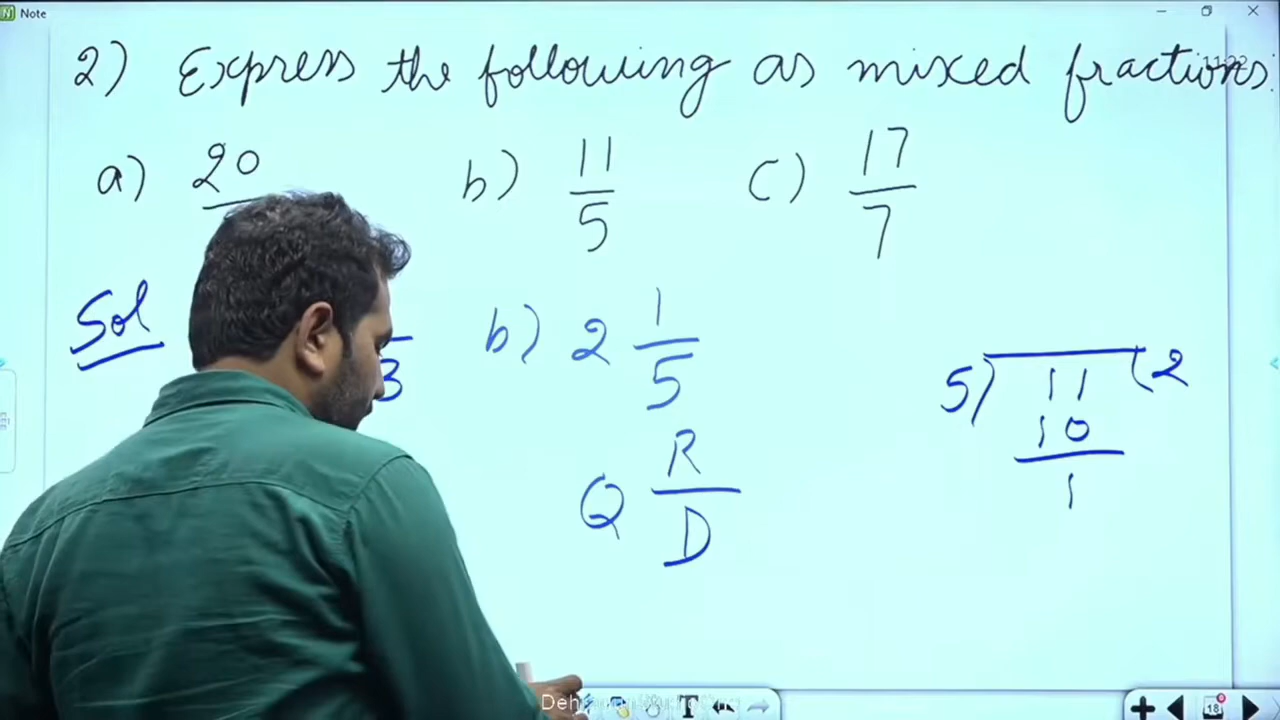 Note
2) Express the following as mixed fractions.
a) 20 b) 11/5 c) 17/7
Sol
3 b) 2 1/5
Q R/D
5) 11 (2
10
1
T
18